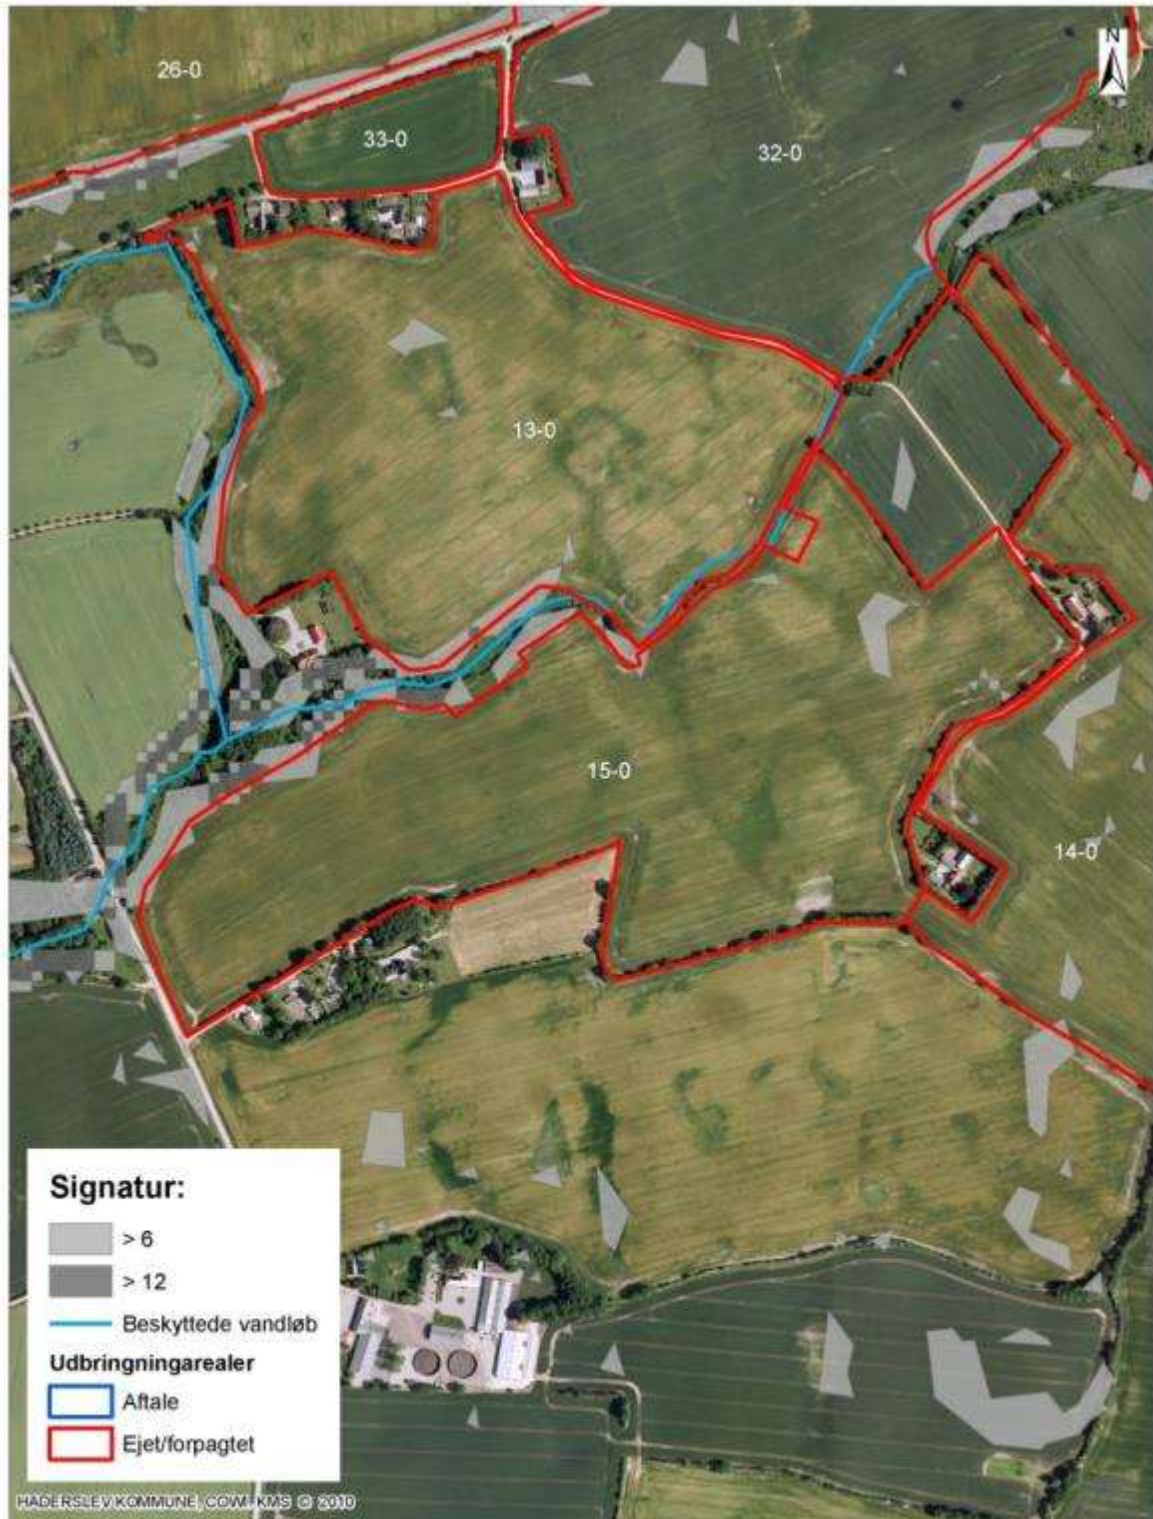 N
26-0
33-0
32-0
13-0
15-0
14-0
Signatur:
> 6
> 12
Beskyttede vandløb
Udbringningarealer
Aftale
Ejet/forpagtet
HADERSLEV KOMMUNE, COWI, KMS © 2010